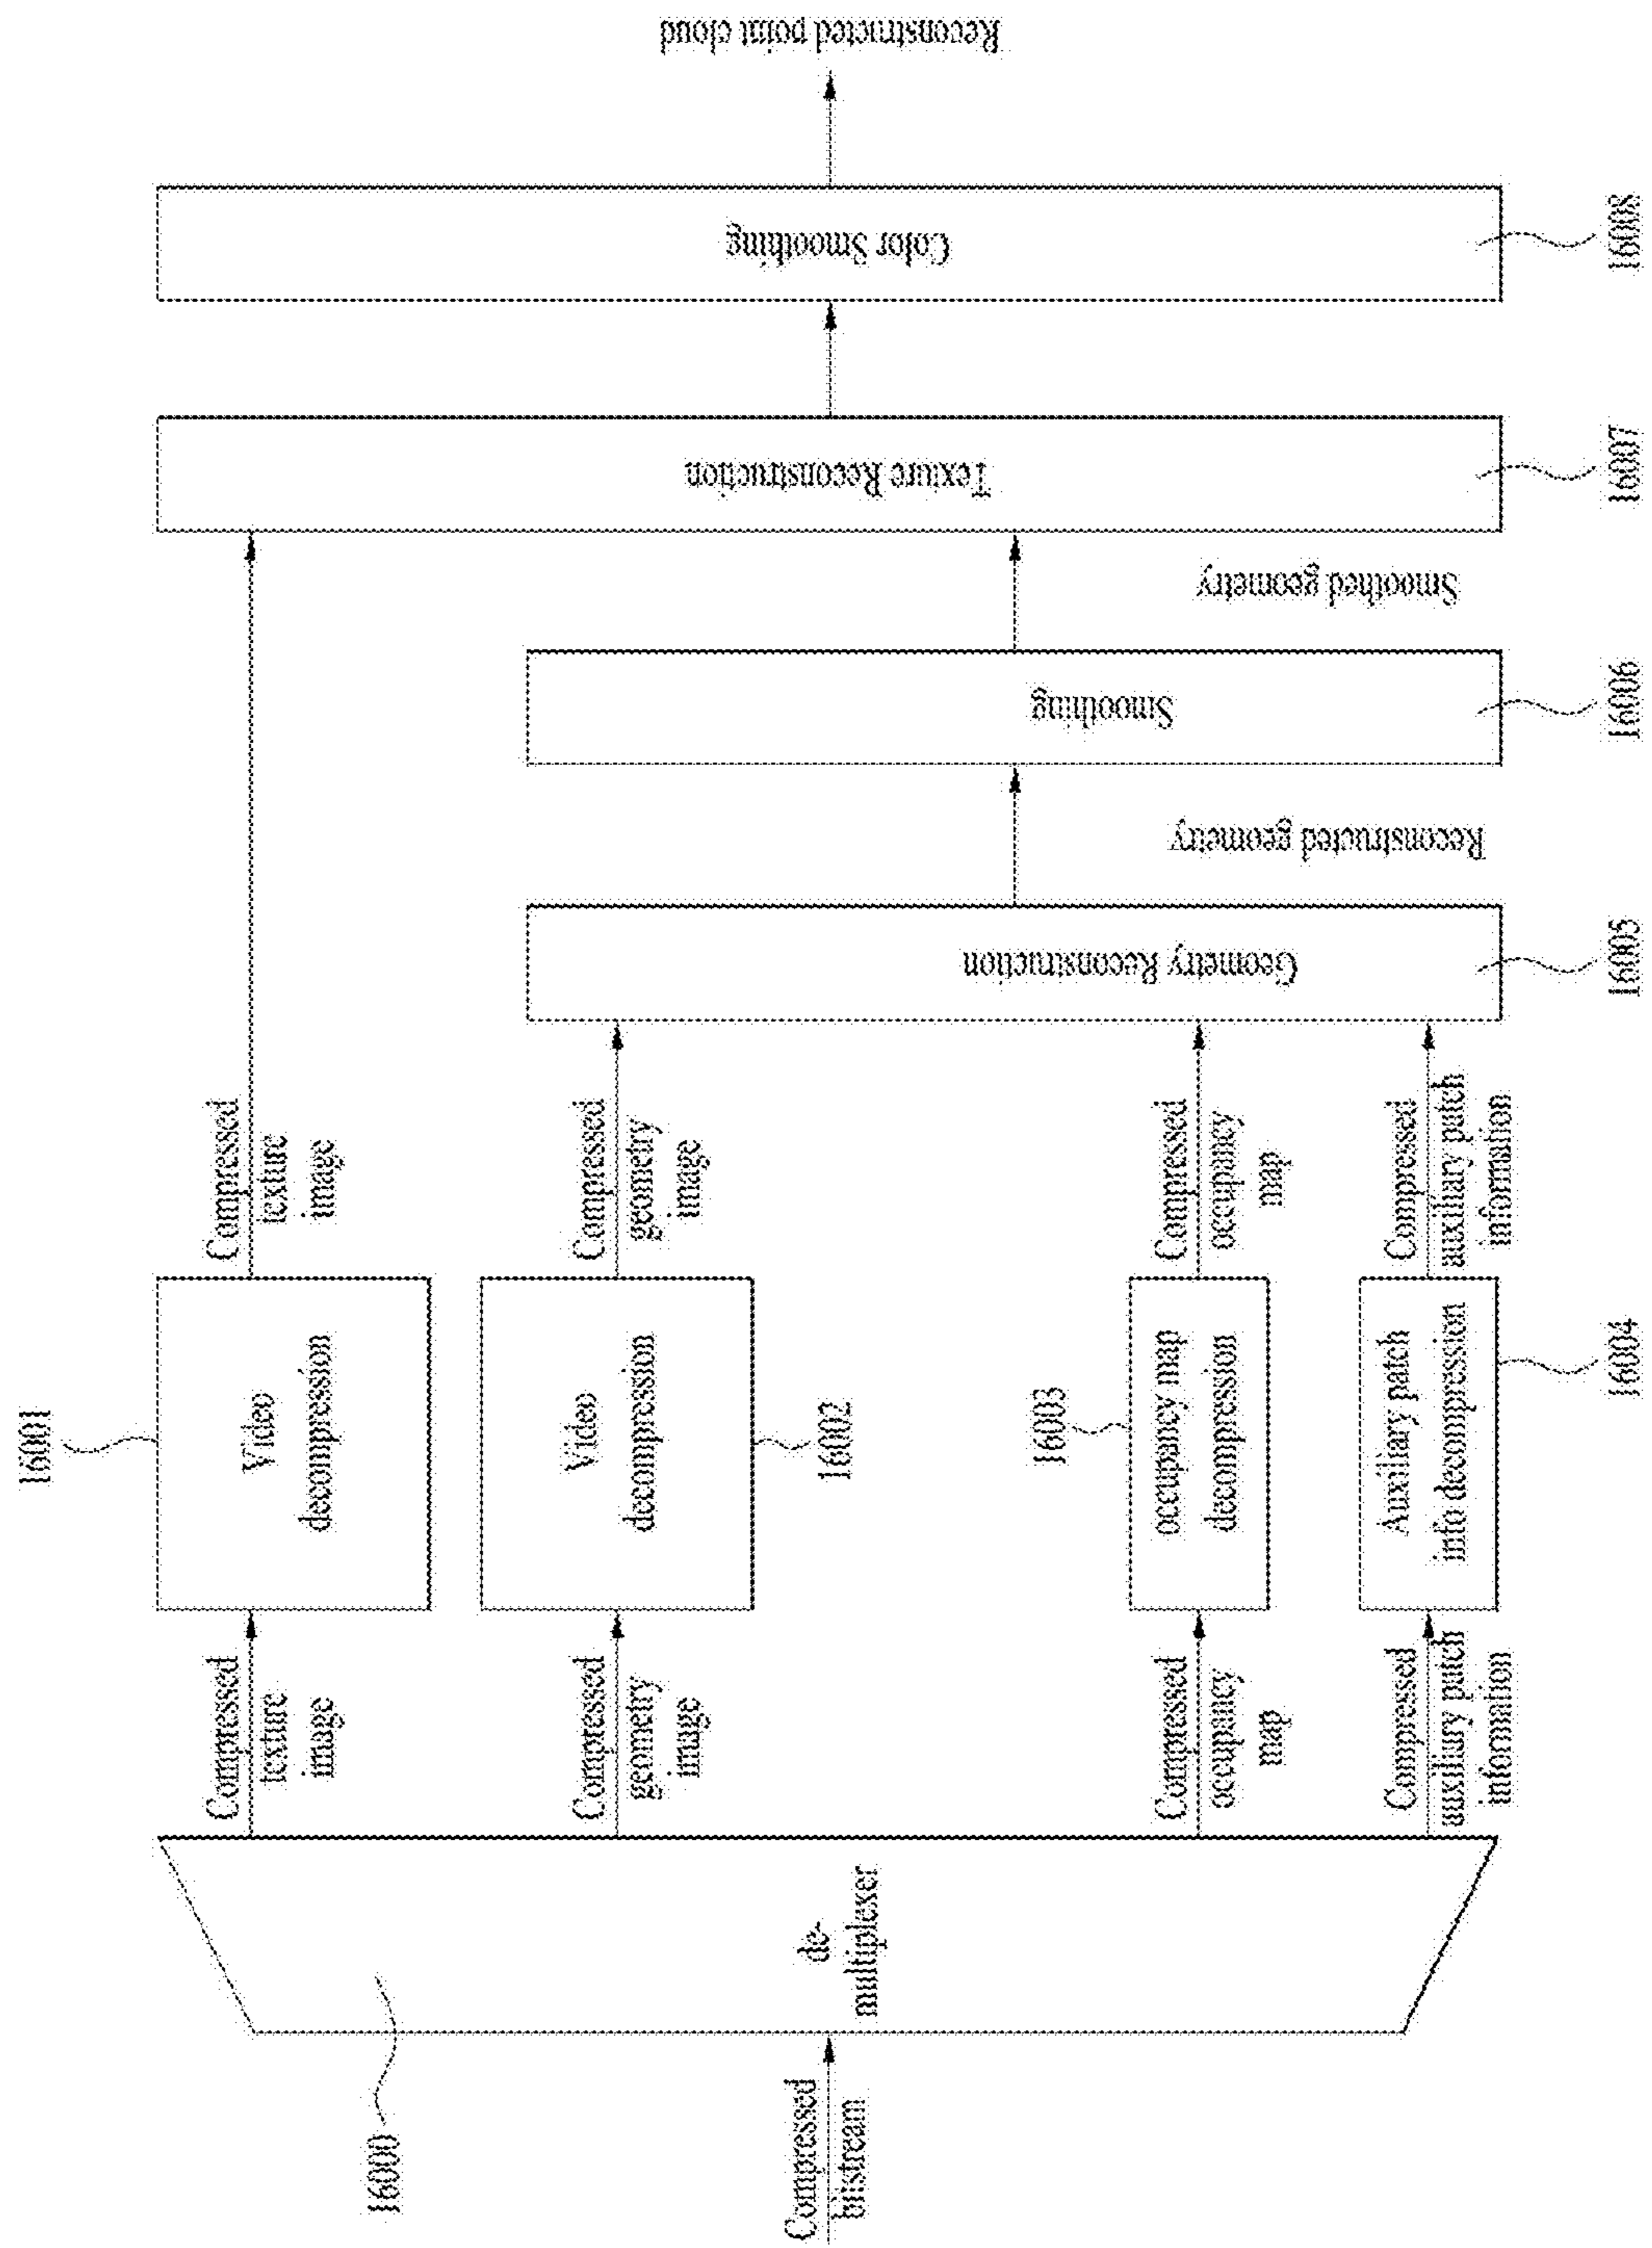 Compressed
bitstream
16000
de-
multiplexer
Compressed
texture
image
Compressed
geometry
image
Compressed
occupancy
map
Compressed
auxiliary patch
information
16001
Video
decompression
Video
decompression
16002
16003
occupancy map
decompression
Auxiliary patch
info decompression
16004
Compressed
texture
image
Compressed
geometry
image
Compressed
occupancy
map
Compressed
auxiliary patch
information
Geometry Reconstruction
16005
Reconstructed geometry
Smoothing
16006
Smoothed geometry
Texture Reconstruction
16007
Color Smoothing
16008
Reconstructed point cloud